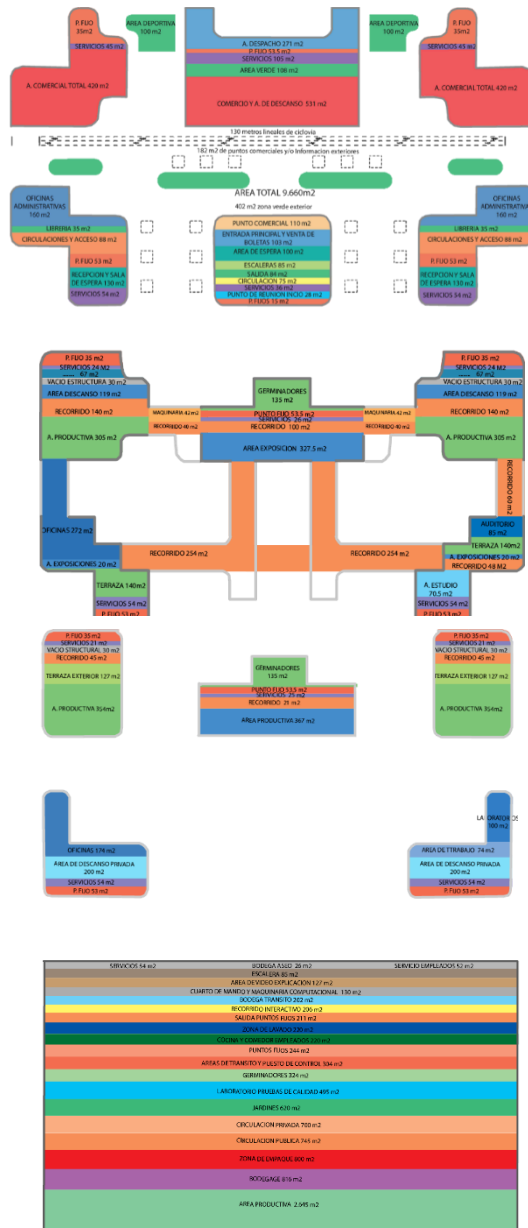 P. FIJO
35m2
SERVICIOS 45 m2
A. COMERCIAL TOTAL 420 m2
AREA DEPORTIVA
100 m2
A. DESPACHO 271 m2
P. FIJO 53.5 m2
SERVICIOS 105 m2
AREA VERDE 108 m2
COMERCIO Y A. DE DESCANSO 531 m2
AREA DEPORTIVA
100 m2
P. FIJO
35m2
SERVICIOS 45 m2
A. COMERCIAL TOTAL 420 m2
130 metros lineales de ciclovia
182 m2 de puntos comerciales y/o Informacion exteriores
AREA TOTAL 9.660m2
402 m2 zona verde exterior
OFICINAS
ADMINISTRATIVAS
160 m2
LIBRERIA 35 m2
CIRCULACIONES Y ACCESO 88 m2
P. FIJO 53 m2
RECEPCION Y SALA
DE ESPERA 130 m2
SERVICIOS 54 m2
PUNTO COMERCIAL 110 m2
ENTRADA PRINCIPAL Y VENTA DE
BOLETAS 103 m2
AREA DE ESPERA 100 m2
ESCALERAS 85 m2
SALIDA 84 m2
CIRCULACION 75 m2
SERVICIOS 36 m2
PUNTO DE REUNION INICIO 28 m2
P. FIJOS 15 m2
OFICINAS
ADMINISTRATIVAS
160 m2
LIBRERIA 35 m2
CIRCULACIONES Y ACCESO 88 m2
P. FIJO 53 m2
RECEPCION Y SALA
DE ESPERA 130 m2
SERVICIOS 54 m2
P. FIJO 35 m2
SERVICIOS 24 M2
67 m2
VACIO ESTRUCTURA 30 m2
AREA DESCANSO 119 m2
RECORRIDO 140 m2
A. PRODUCTIVA 305 m2
MAQUINARIA 42 m2
RECORRIDO 40 m2
GERMINADORES
135 m2
PUNTO FIJO 53.5 m2
SERVICIOS 26 m2
RECORRIDO 100 m2
AREA EXPOSICION 327.5 m2
MAQUINARIA 42 m2
RECORRIDO 40 m2
P. FIJO 35 m2
SERVICIOS 24 m2
67 m2
VACIO ESTRUCTURA 30 m2
AREA DESCANSO 119 m2
RECORRIDO 140 m2
A. PRODUCTIVA 305 m2
OFICINAS 272 m2
A. EXPOSICIONES 20 m2
TERRAZA 140m2
SERVICIOS 54 m2
P. FIJO 53 m2
RECORRIDO 254 m2
RECORRIDO 254 m2
RECORRIDO 60 m2
AUDITORIO
85 m2
TERRAZA 140m2
A. EXPOSICIONES 20 m2
RECORRIDO 48 M2
A. ESTUDIO
70.5 m2
SERVICIOS 54 m2
P. FIJO 53 m2
P. FIJO 35 m2
SERVICIOS 21 m2
VACIO STRUCTURAL 30 m2
RECORRIDO 45 m2
TERRAZA EXTERIOR 127 m2
A. PRODUCTIVA 354m2
GERMINADORES
135 m2
PUNTO FIJO 53.5 m2
SERVICIOS 25 m2
RECORRIDO 25 m2
AREA PRODUCTIVA 367 m2
P. FIJO 35 m2
SERVICIOS 21 m2
VACIO STRUCTURAL 30 m2
RECORRIDO 45 m2
TERRAZA EXTERIOR 127 m2
A. PRODUCTIVA 354m2
OFICINAS 174 m2
AREA DE DESCANSO PRIVADA
200 m2
SERVICIOS 54 m2
P. FIJO 53 m2
LABORATORIOS
100 m2
AREA DE TTRABAJO 74 m2
AREA DE DESCANSO PRIVADA
200 m2
SERVICIOS 54 m2
P. FIJO 53 m2
SERVICIOS 54 m2 BODEGA ASEO 26 m2 SERVICIO EMPLEADOS 52 m2
ESCALERA 85 m2
AREA DE VIDEO EXPLICACION 127 m2
CUARTO DE MANDO Y MAQUINARIA COMPUTACIONAL 130 m2
BODEGA TRANSITO 202 m2
RECORRIDO INTERACTIVO 206 m2
SALIDA PUNTOS FIJOS 211 m2
ZONA DE LAVADO 220 m2
COCINA Y COMEDOR EMPLEADOS 220 m2
PUNTOS FIJOS 244 m2
AREAS DE TRANSITO Y PUESTO DE CONTROL 304 m2
GERMINADORES 324 m2
LABORATORIO PRUEBAS DE CALIDAD 495 m2
JARDINES 620 m2
CIRCULACION PRIVADA 700 m2
CIRCULACION PUBLICA 745 m2
ZONA DE EMPAQUE 800 m2
BODEGAGE 816 m2
AREA PRODUCTIVA 2.645 m2